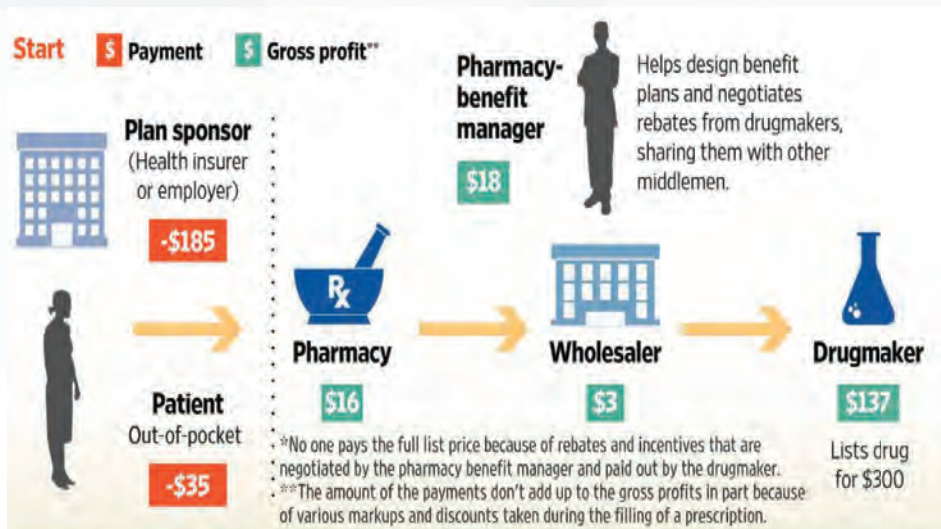 Start
$ Payment
$ Gross profit**
Plan sponsor
(Health insurer
or employer)
-$185
Patient
Out-of-pocket
-$35
Pharmacy-
benefit
manager
$18
Helps design benefit
plans and negotiates
rebates from drugmakers,
sharing them with other
middlemen.
Rx
Pharmacy
$16
Wholesaler
$3
Drugmaker
$137
Lists drug
for $300
*No one pays the full list price because of rebates and incentives that are
negotiated by the pharmacy benefit manager and paid out by the drugmaker.
**The amount of the payments don't add up to the gross profits in part because
of various markups and discounts taken during the filling of a prescription.